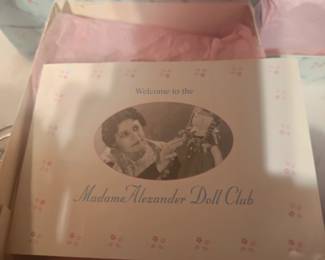 Welcome to the
Madame Alexander Doll Club